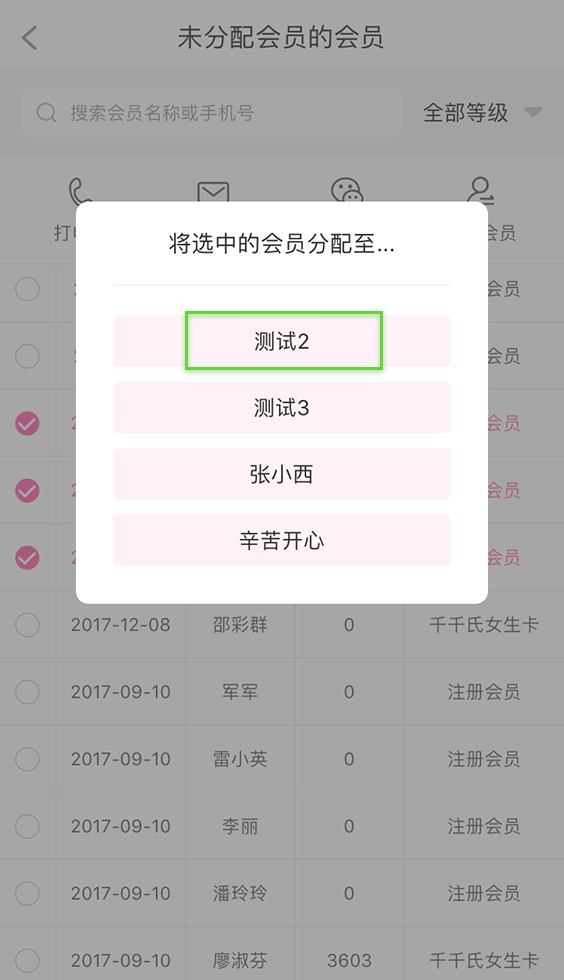 未分配会员的会员
搜索会员名称或手机号
全部等级
打
会员
将选中的会员分配至...
会员
测试2
会员
测试3
会员
张小西
会员
辛苦开心
会员
2017-12-08 邵彩群 0 千千氏女生卡
2017-09-10 军军 0 注册会员
2017-09-10 雷小英 0 注册会员
2017-09-10 李丽 0 注册会员
2017-09-10 潘玲玲 0 注册会员
2017-09-10 廖淑芬 3603 千千氏女生卡